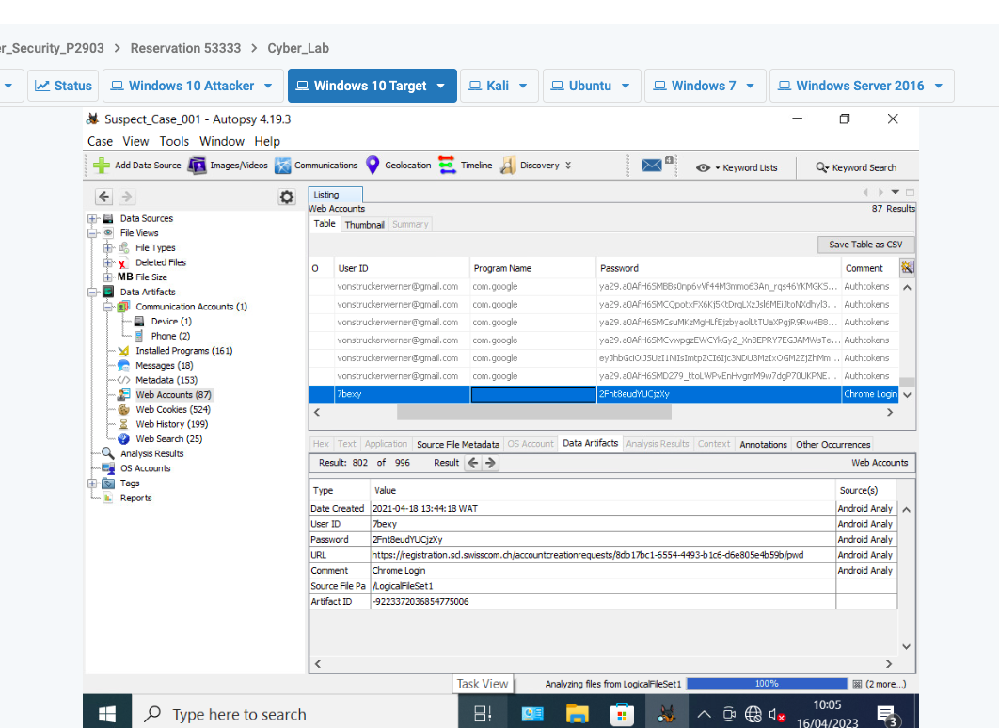 er_Security_P2903 > Reservation 53333 > Cyber_Lab
Status Windows 10 Attacker Windows 10 Target Kali Ubuntu Windows 7 Windows Server 2016
Suspect_Case_001 - Autopsy 4.19.3
Case View Tools Window Help
Add Data Source Images/Videos Communications Geolocation Timeline Discovery Keyword Lists Keyword Search
Listing
Web Accounts 87 Results
Table Thumbnail Summary
Save Table as CSV
O User ID Program Name Password Comment
vonstruckerwerner@gmail.com com.google Authtokens
vonstruckerwerner@gmail.com com.google Authtokens
vonstruckerwerner@gmail.com com.google Authtokens
vonstruckerwerner@gmail.com com.google Authtokens
vonstruckerwerner@gmail.com com.google Authtokens
vonstruckerwerner@gmail.com com.google Authtokens
7bexy 2Fnt8eudYUCjzXy Chrome Login
Data Sources
File Views
File Types
Deleted Files
MB File Size
Data Artifacts
Communication Accounts (1)
Device (1)
Phone (2)
Installed Programs (161)
Messages (18)
Metadata (153)
Web Accounts (87)
Web Cookies (524)
Web History (199)
Web Search (25)
Analysis Results
OS Accounts
Tags
Reports
Hex Text Application Source File Metadata OS Account Data Artifacts Analysis Results Context Annotations Other Occurrences
Result: 802 of 996 Result Web Accounts
Type Value Source(s)
Date Created 2021-04-18 13:44:18 WAT Android Analy
User ID 7bexy Android Analy
Password 2Fnt8eudYUCjzXy Android Analy
URL https://registration.scl.swisscom.ch/accountcreationrequests/8db17bc1-6554-4493-b1c6-d6e805e4b59b/pwd Android Analy
Comment Chrome Login Android Analy
Source File Pa /LogicalFileSet1
Artifact ID -9223372036854775006
Task View
Analyzing files from LogicalFileSet1 100% (2 more...)
Type here to search
10:05
16/04/2023
3